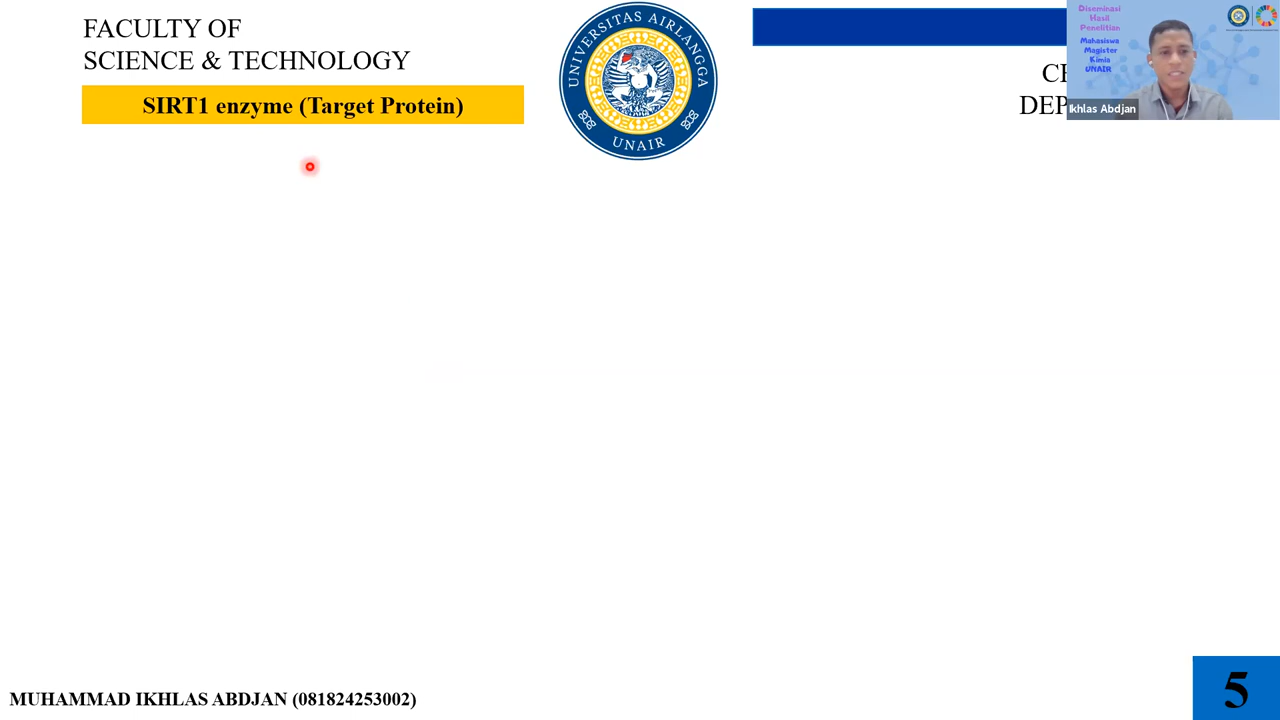 FACULTY OF
SCIENCE & TECHNOLOGY
SIRT1 enzyme (Target Protein)
UNIVERSITAS AIRLANGGA
UNAIR
Diseminasi
Hasil
Penelitian
Mahasiswa
Magister
Kimia
UNAIR
Ikhlas Abdjan
CH
DEP
MUHAMMAD IKHLAS ABDJAN (081824253002)
5